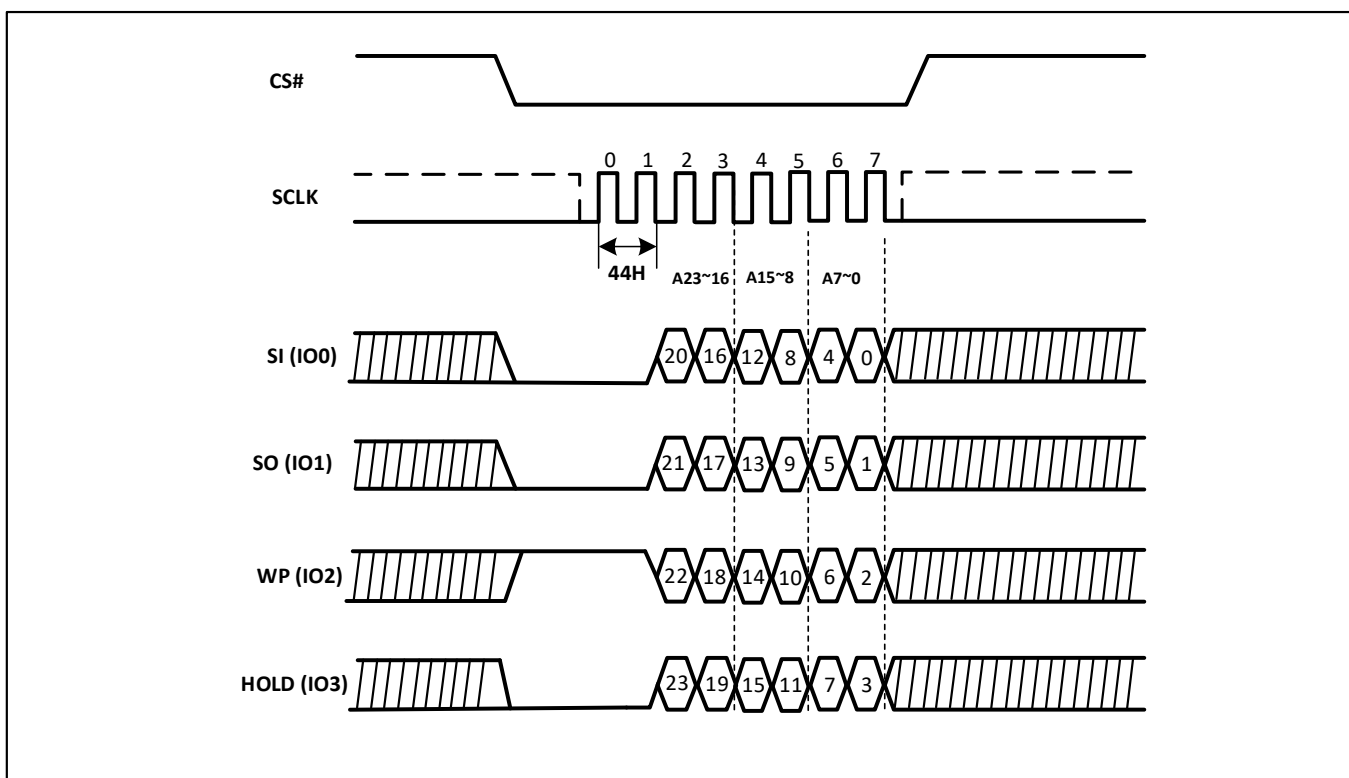 CS#
0 1 2 3 4 5 6 7
SCLK
44H
A23~16 A15~8 A7~0
SI (IO0) 20 16 12 8 4 0
SO (IO1) 21 17 13 9 5 1
WP (IO2) 22 18 14 10 6 2
HOLD (IO3) 23 19 15 11 7 3